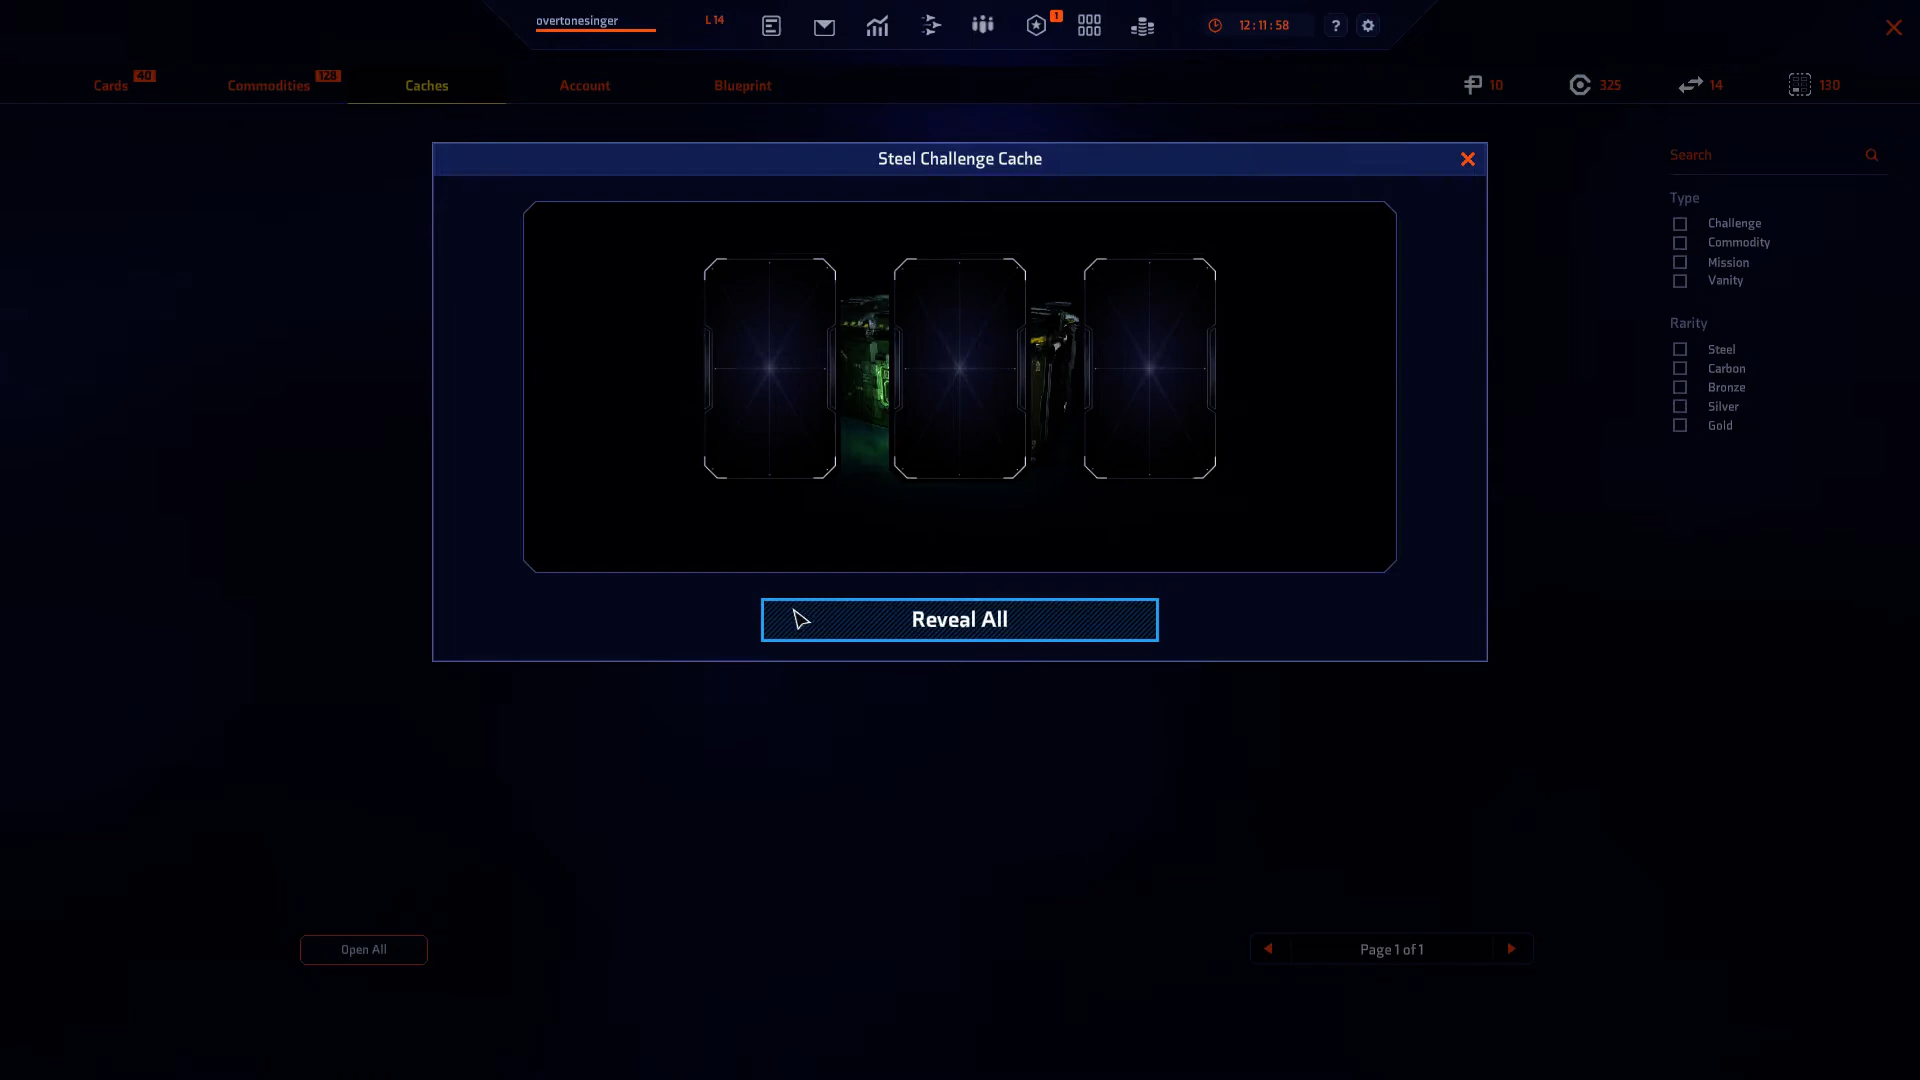 overtonesinger
L 14
1
12:11:58
?
Cards 40
Commodities 128
Caches
Account
Blueprint
10
325
14
130
Steel Challenge Cache
Search
Type
Challenge
Commodity
Mission
Vanity
Rarity
Steel
Carbon
Bronze
Silver
Gold
Reveal All
Open All
Page 1 of 1